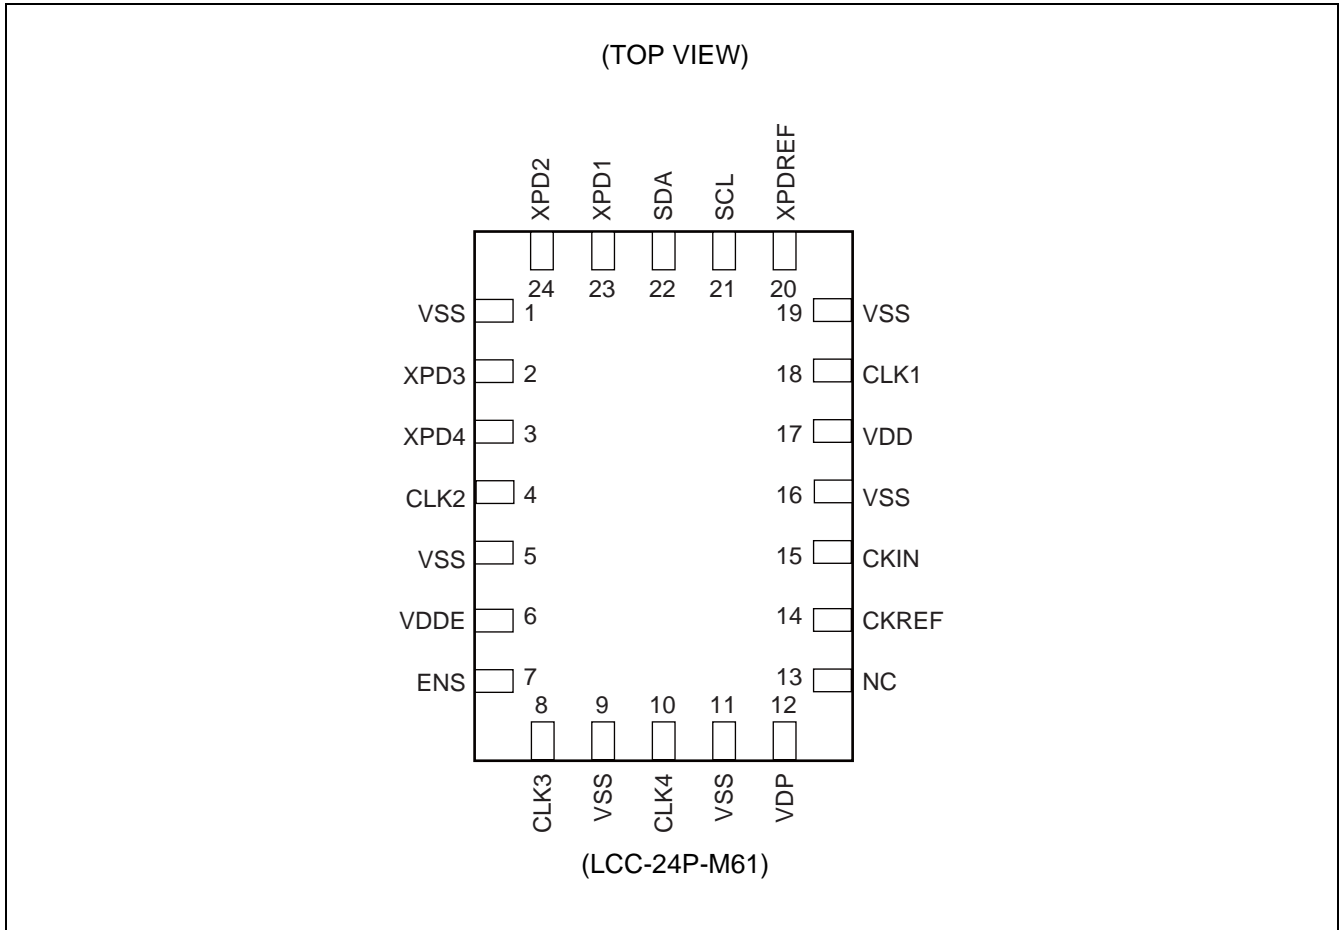 (TOP VIEW)
XPD2 XPD1 SDA SCL XPDREF
24 23 22 21 20
VSS 1 19 VSS
XPD3 2 18 CLK1
XPD4 3 17 VDD
CLK2 4 16 VSS
VSS 5 15 CKIN
VDDE 6 14 CKREF
ENS 7 13 NC
8 9 10 11 12
CLK3 VSS CLK4 VSS VDP
(LCC-24P-M61)